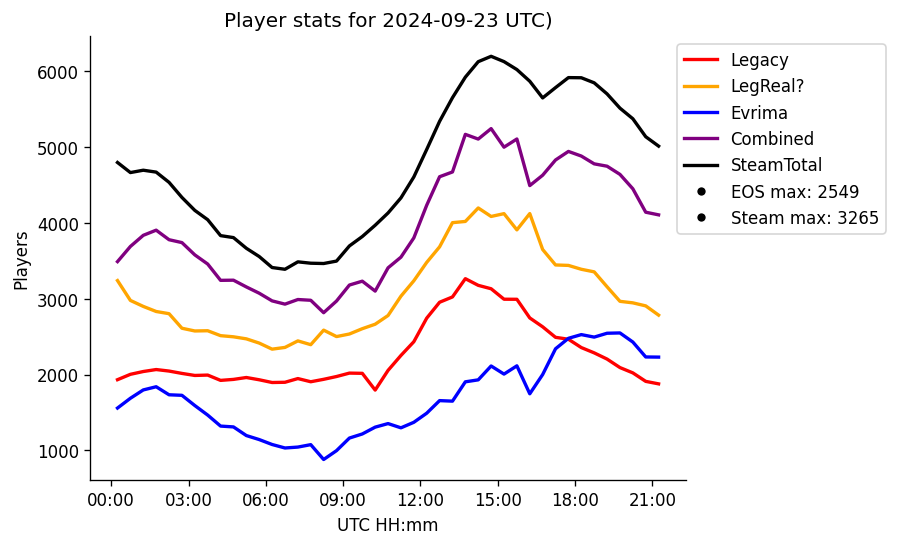 Player stats for 2024-09-23 UTC)
Legacy
LegReal?
Evrima
Combined
SteamTotal
EOS max: 2549
Steam max: 3265
Players
6000
5000
4000
3000
2000
1000
00:00 03:00 06:00 09:00 12:00 15:00 18:00 21:00
UTC HH:mm